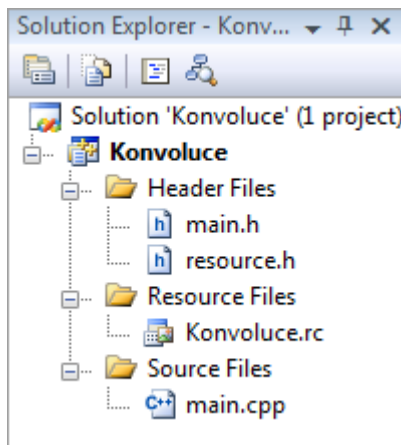 Solution Explorer - Konv...
Solution 'Konvoluce' (1 project)
Konvoluce
Header Files
h main.h
h resource.h
Resource Files
Konvoluce.rc
Source Files
C++ main.cpp